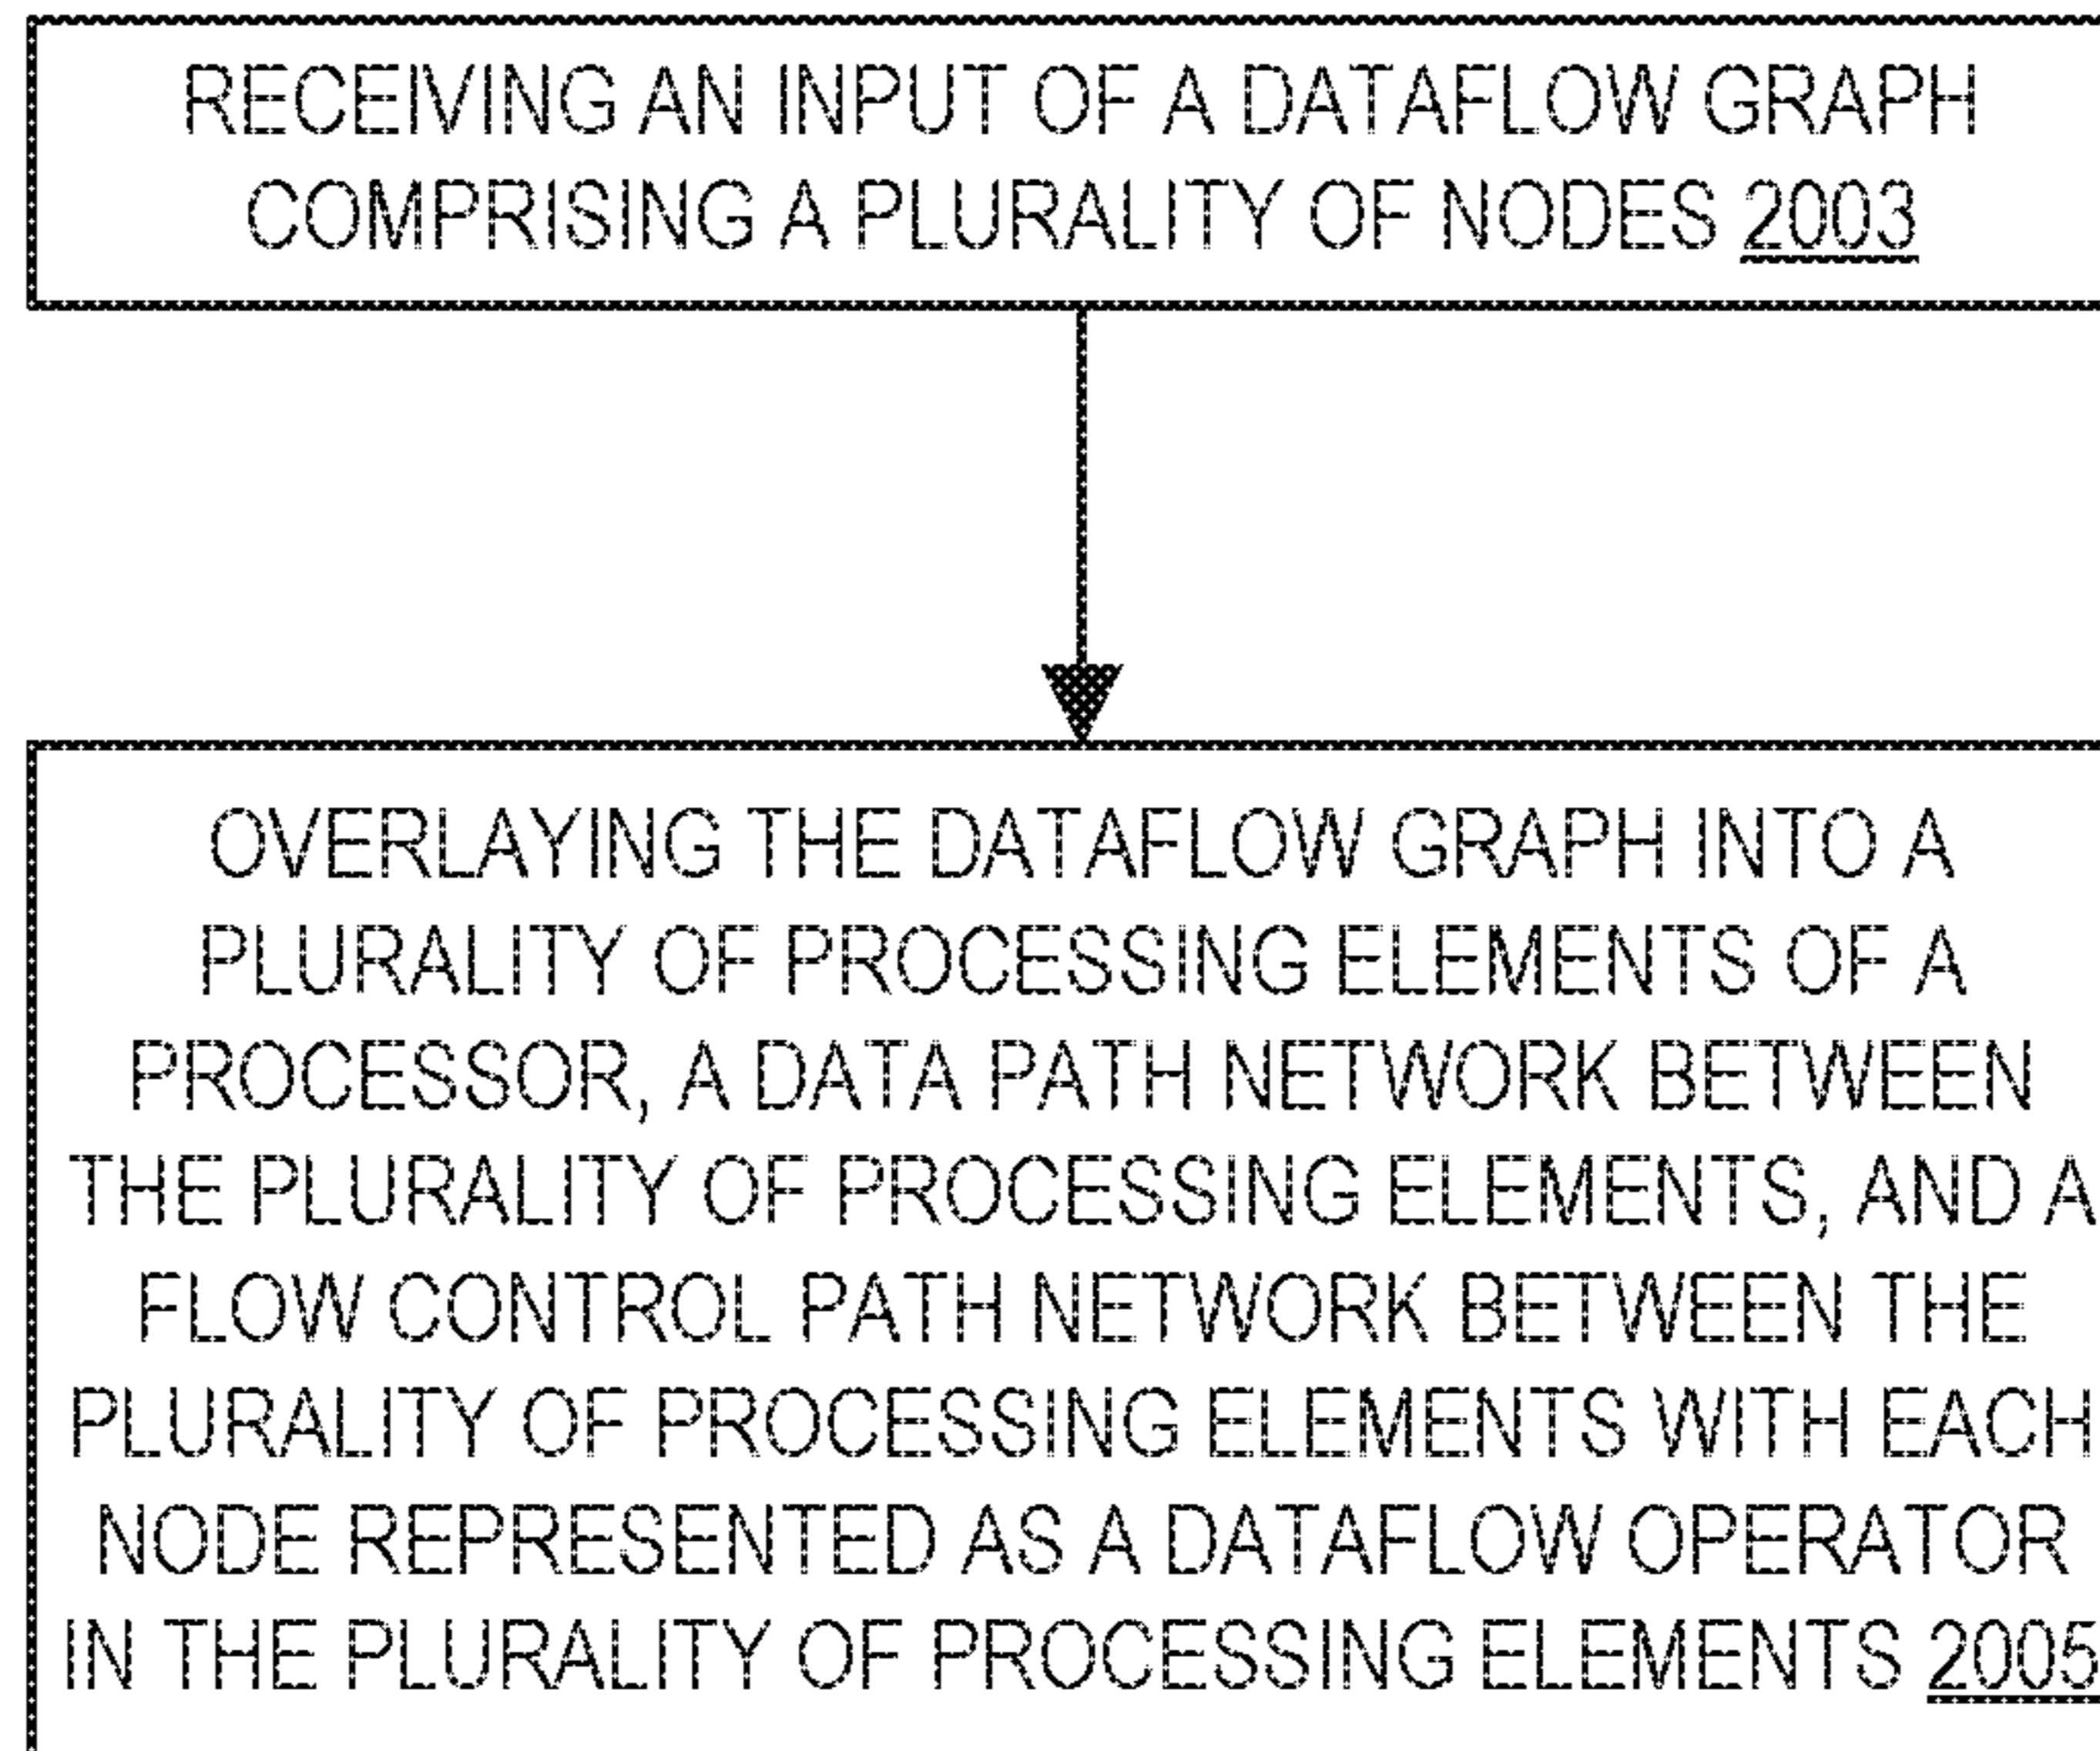 RECEIVING AN INPUT OF A DATAFLOW GRAPH
COMPRISING A PLURALITY OF NODES 2003
OVERLAYING THE DATAFLOW GRAPH INTO A
PLURALITY OF PROCESSING ELEMENTS OF A
PROCESSOR, A DATA PATH NETWORK BETWEEN
THE PLURALITY OF PROCESSING ELEMENTS, AND A
FLOW CONTROL PATH NETWORK BETWEEN THE
PLURALITY OF PROCESSING ELEMENTS WITH EACH
NODE REPRESENTED AS A DATAFLOW OPERATOR
IN THE PLURALITY OF PROCESSING ELEMENTS 2005